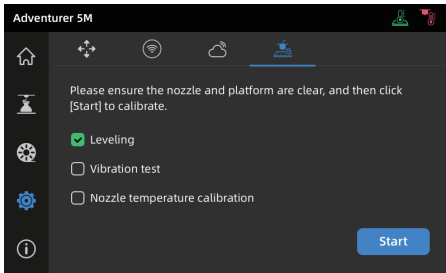 Adventurer 5M
Please ensure the nozzle and platform are clear, and then click
[Start] to calibrate.
Leveling
Vibration test
Nozzle temperature calibration
Start